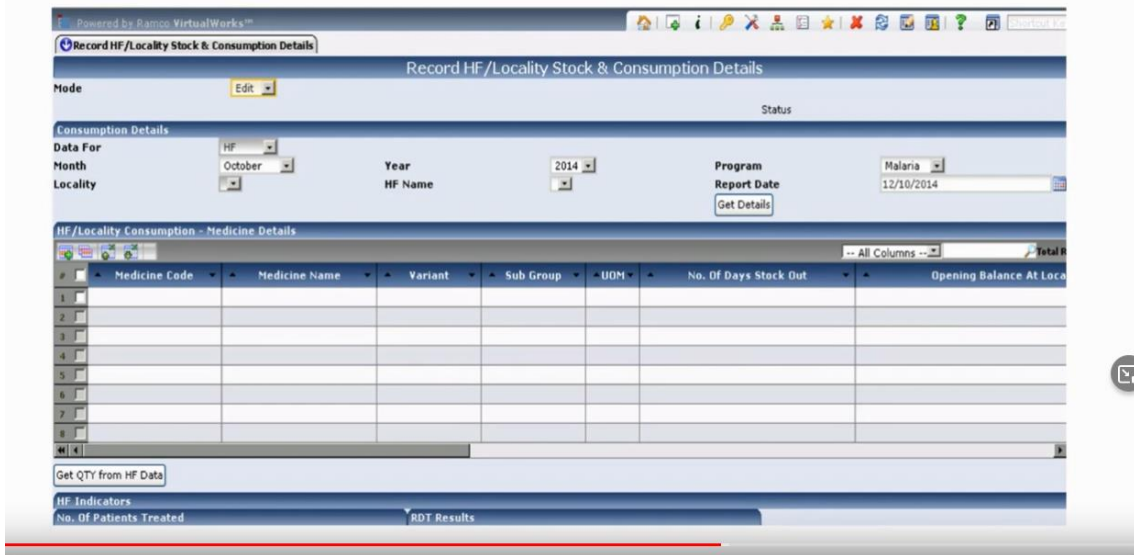 Powered by Ramco VirtualWorks™
Record HF/Locality Stock & Consumption Details
Record HF/Locality Stock & Consumption Details
Mode Edit
Status
Consumption Details
Data For HF
Month October Year 2014 Program Malaria
Locality HF Name Report Date 12/10/2014
Get Details
HF/Locality Consumption - Medicine Details
-- All Columns -- Total R
# Medicine Code Medicine Name Variant Sub Group UOM No. Of Days Stock Out Opening Balance At Loca
1
2
3
4
5
6
7
8
Get QTY from HF Data
HF Indicators
No. Of Patients Treated RDT Results